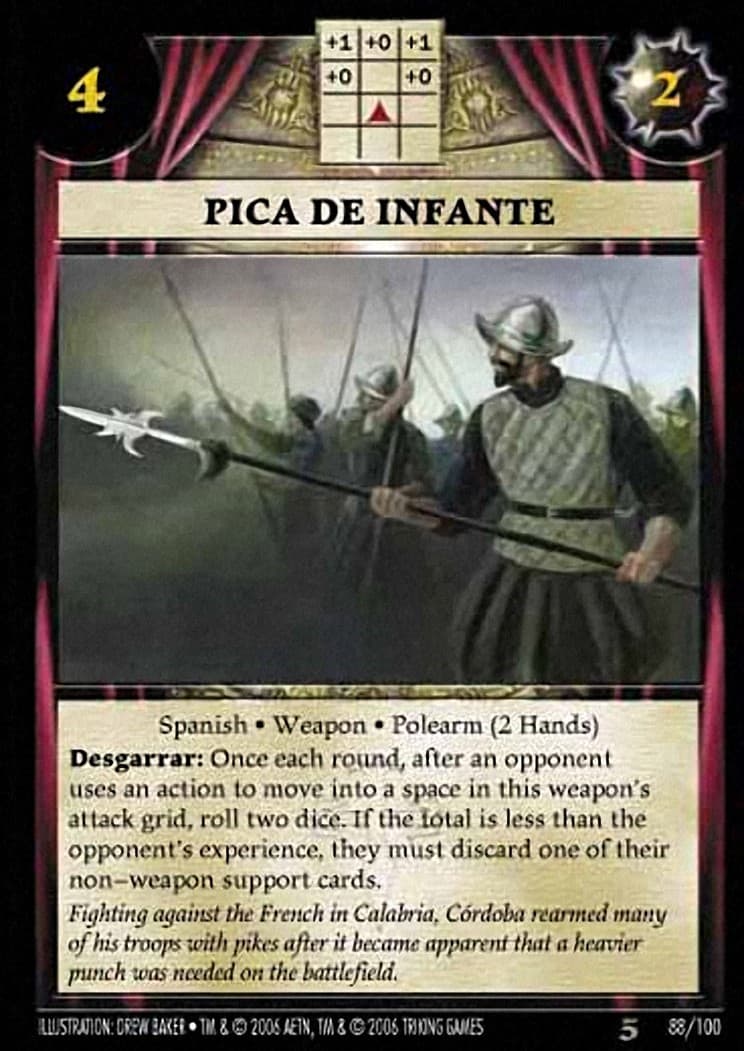 4
+1 +0 +1
+0 +0
2
PICA DE INFANTE
Spanish • Weapon • Polearm (2 Hands)
Desgarrar: Once each round, after an opponent
uses an action to move into a space in this weapon's
attack grid, roll two dice. If the total is less than the
opponent's experience, they must discard one of their
non–weapon support cards.
Fighting against the French in Calabria, Córdoba rearmed many
of his troops with pikes after it became apparent that a heavier
punch was needed on the battlefield.
ILLUSTRATION: DREW BAKER • TM & © 2006 AETN, TM & © 2006 TRIKING GAMES 5 88/100